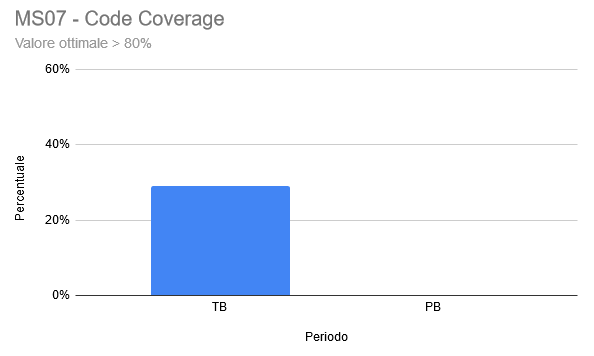 MS07 - Code Coverage
Valore ottimale > 80%
60%
40%
20%
0%
Percentuale
TB
PB
Periodo